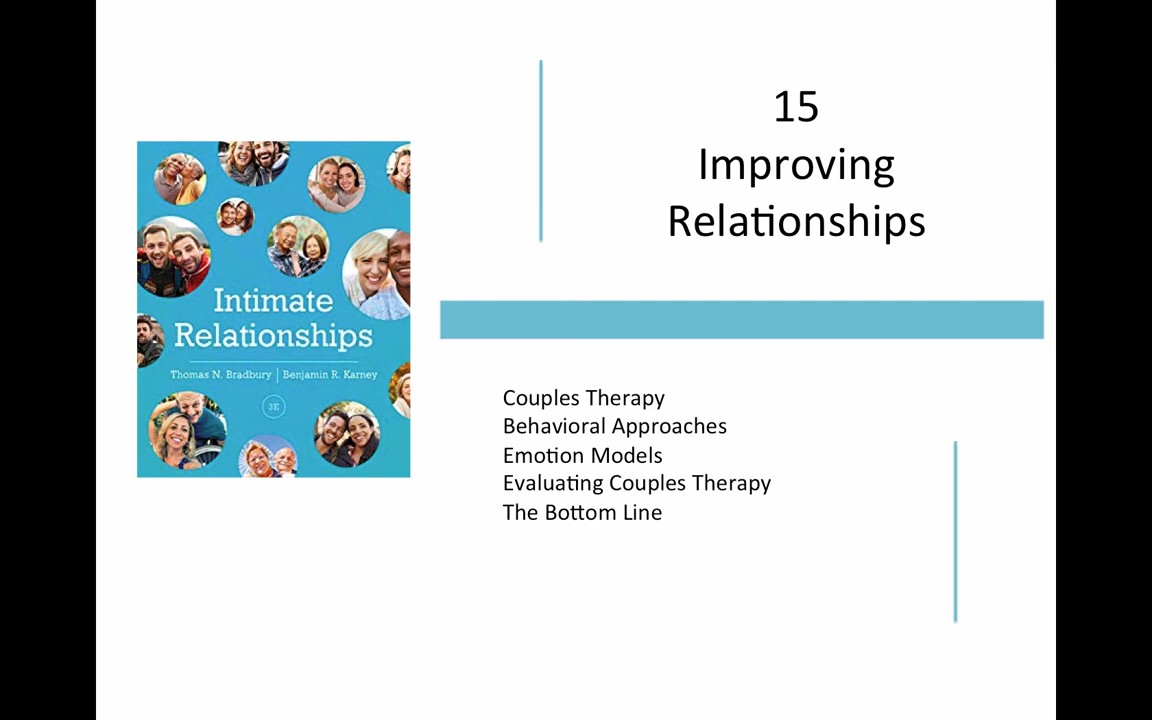 15
Improving
Relationships
Intimate
Relationships
Thomas N. Bradbury | Benjamin R. Karney
3E
Couples Therapy
Behavioral Approaches
Emotion Models
Evaluating Couples Therapy
The Bottom Line